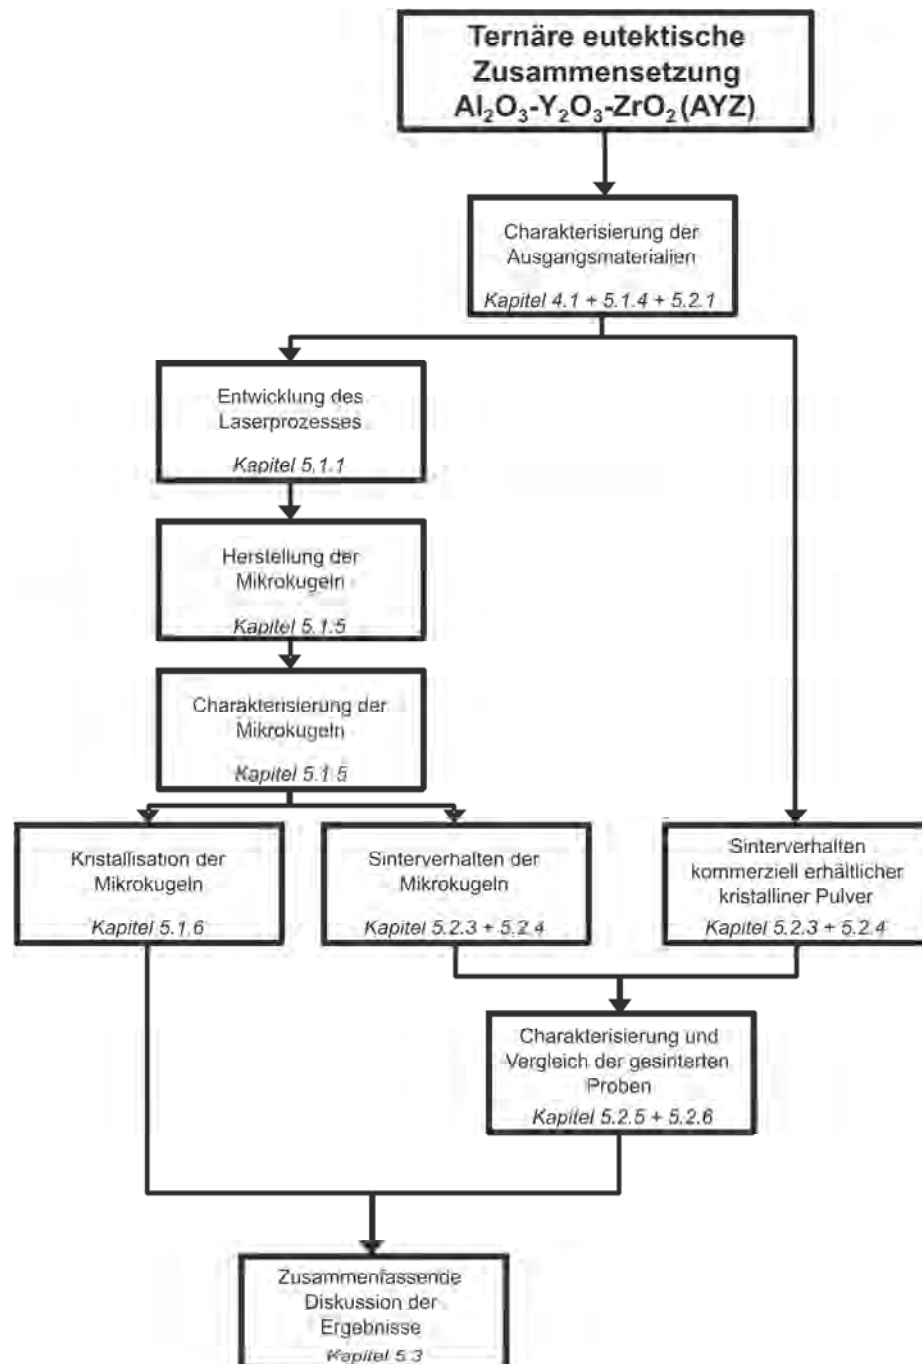 Ternäre eutektische
Zusammensetzung
Al₂O₃-Y₂O₃-ZrO₂ (AYZ)
Charakterisierung der
Ausgangsmaterialien
Kapitel 4.1 + 5.1.4 + 5.2.1
Entwicklung des
Laserprozesses
Kapitel 5.1.1
Herstellung der
Mikrokugeln
Kapitel 5.1.5
Charakterisierung der
Mikrokugeln
Kapitel 5.1.5
Kristallisation der
Mikrokugeln
Kapitel 5.1.6
Sinterverhalten der
Mikrokugeln
Kapitel 5.2.3 + 5.2.4
Sinterverhalten
kommerziell erhältlicher
kristalliner Pulver
Kapitel 5.2.3 + 5.2.4
Charakterisierung und
Vergleich der gesinterten
Proben
Kapitel 5.2.5 + 5.2.6
Zusammenfassende
Diskussion der
Ergebnisse
Kapitel 5.3